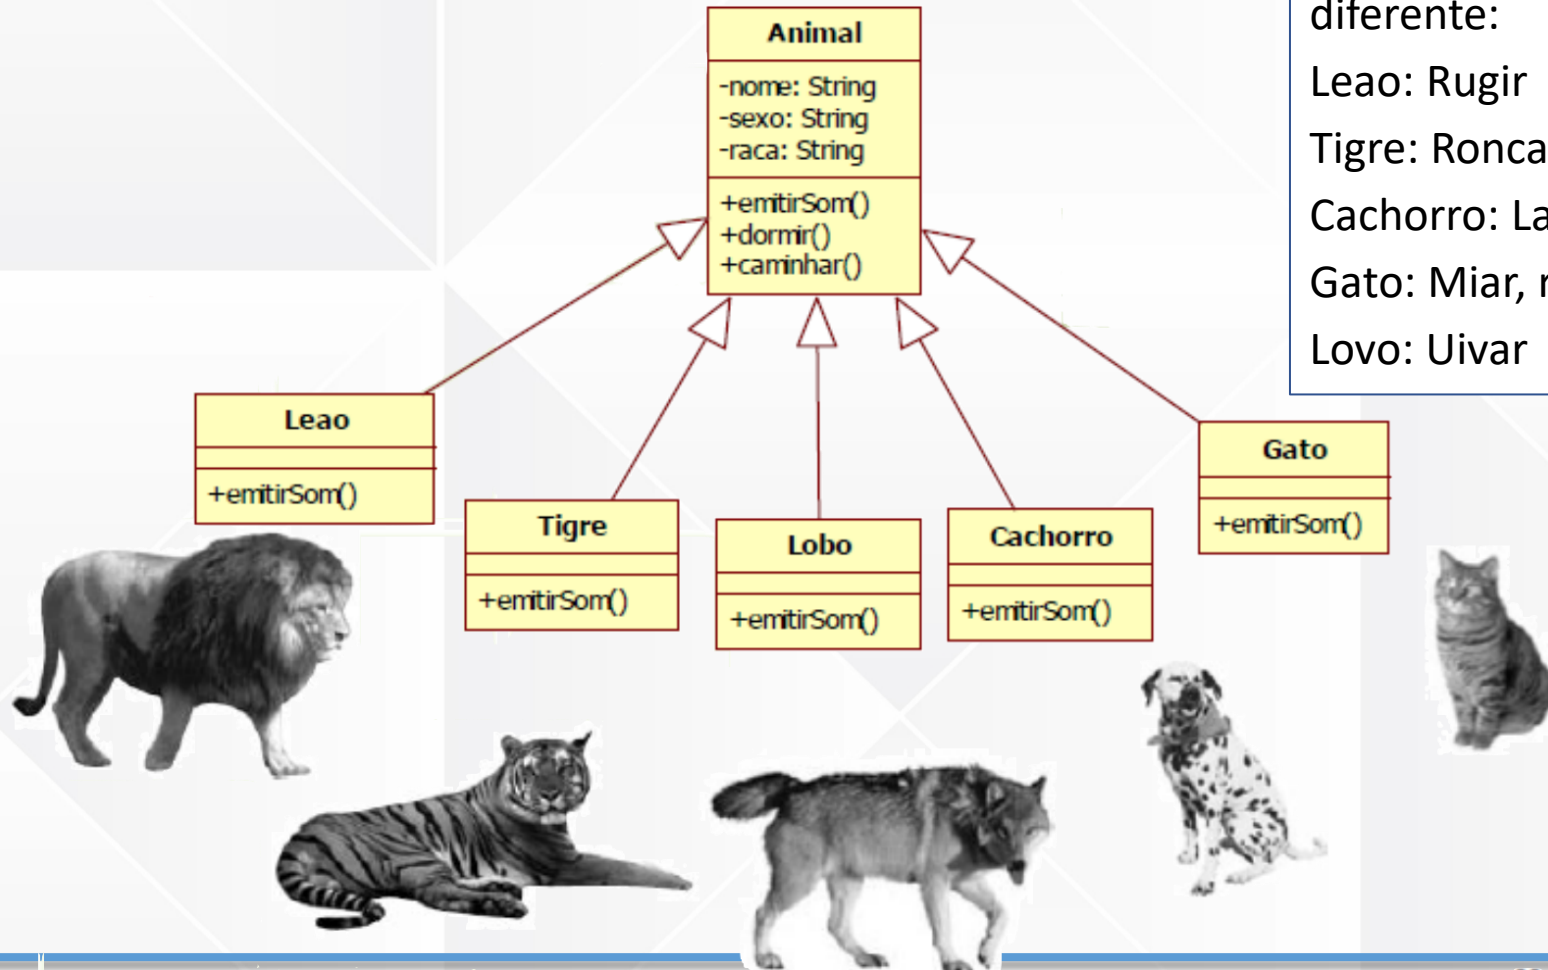 Animal
-nome: String
-sexo: String
-raca: String
+emitirSom()
+dormir()
+caminhar()
diferente:
Leao: Rugir
Tigre: Ronca
Cachorro: La
Gato: Miar,
Lovo: Uivar
Leao
+emitirSom()
Tigre
+emitirSom()
Lobo
+emitirSom()
Cachorro
+emitirSom()
Gato
+emitirSom()